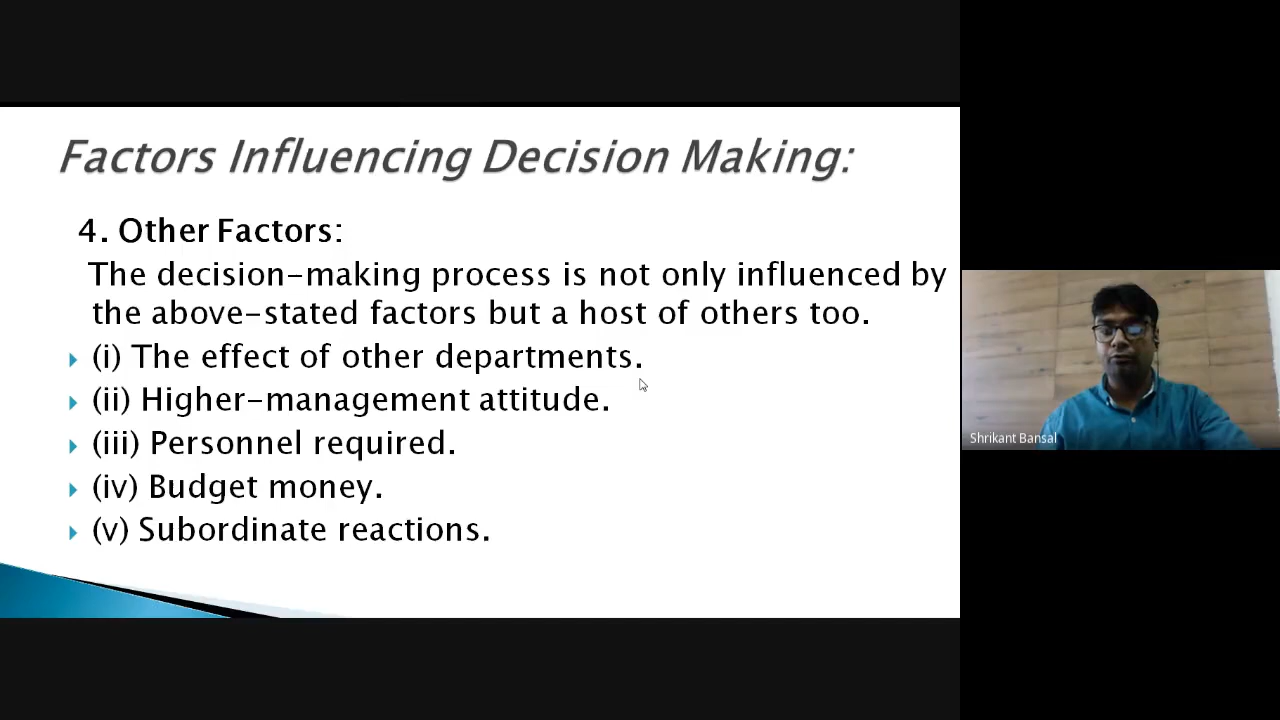 Factors Influencing Decision Making:
4. Other Factors:
The decision-making process is not only influenced by
the above-stated factors but a host of others too.
(i) The effect of other departments.
(ii) Higher-management attitude.
(iii) Personnel required.
(iv) Budget money.
(v) Subordinate reactions.
Shrikant Bansal